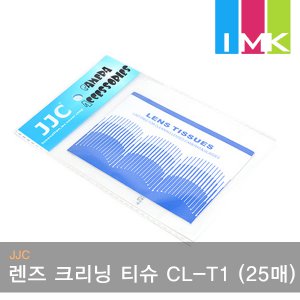 IMK
JJC
CAMERA
ACCESSORIES
LENS TISSUES
JJC
렌즈 크리닝 티슈 CL-T1 (25매)